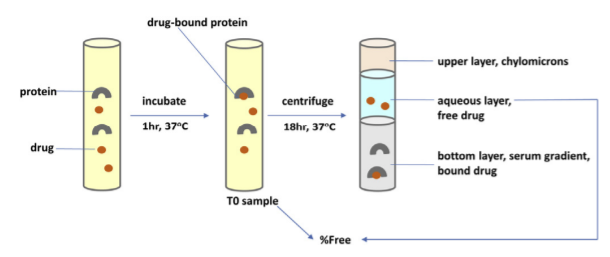 drug-bound protein
protein
drug
incubate
1hr, 37°C
T0 sample
centrifuge
18hr, 37°C
upper layer, chylomicrons
aqueous layer,
free drug
bottom layer, serum gradient,
bound drug
%Free